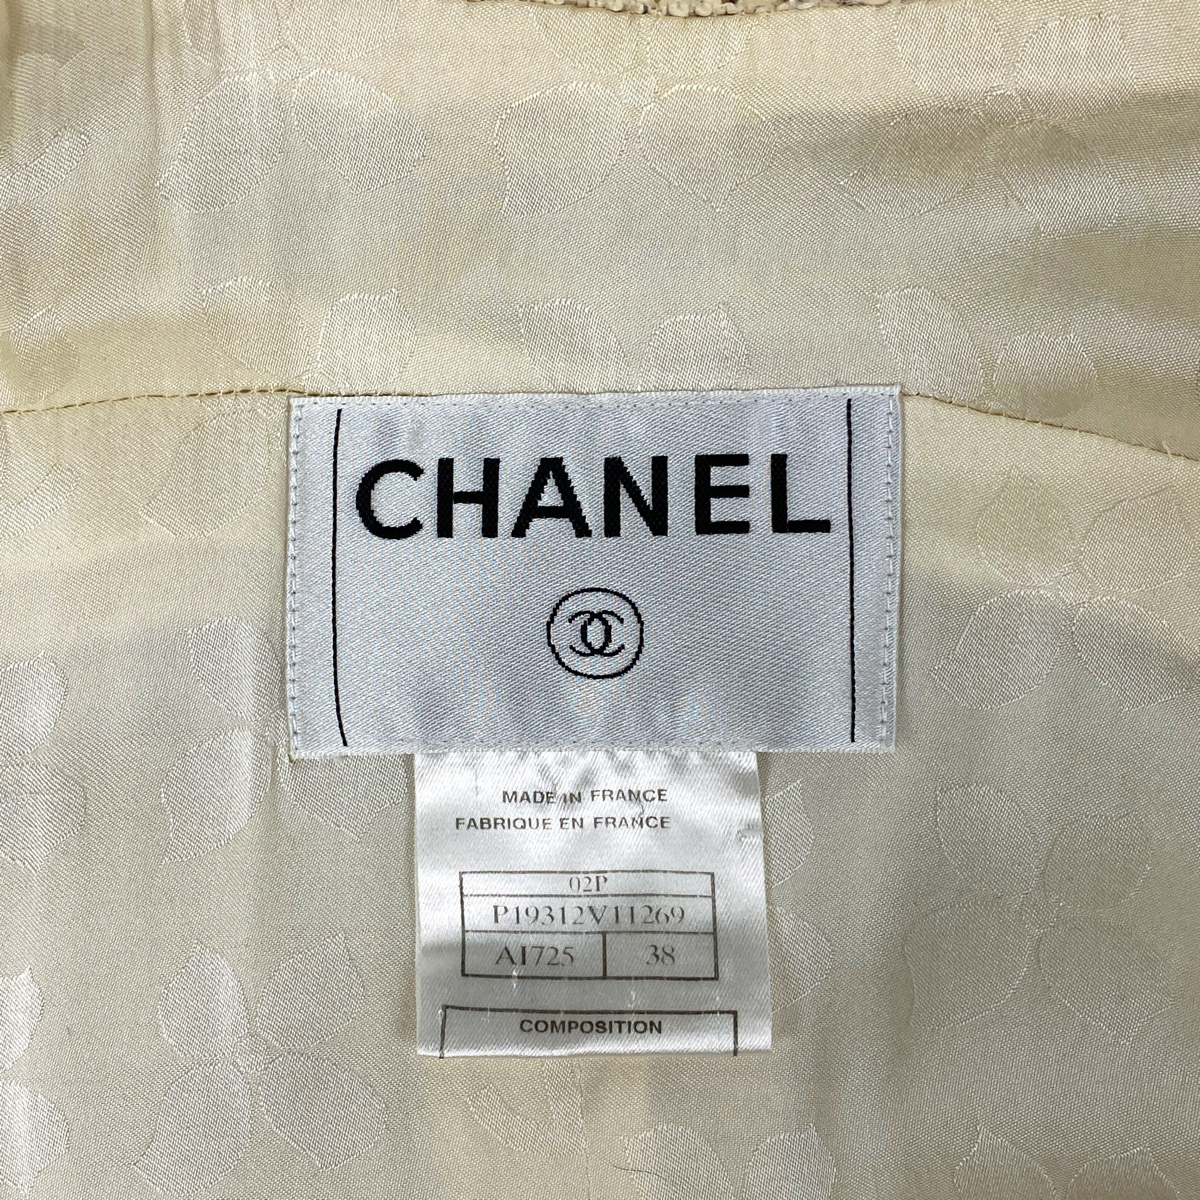 CHANEL
MADE IN FRANCE
FABRIQUE EN FRANCE
02P
P19312V11269
A1725 38
COMPOSITION